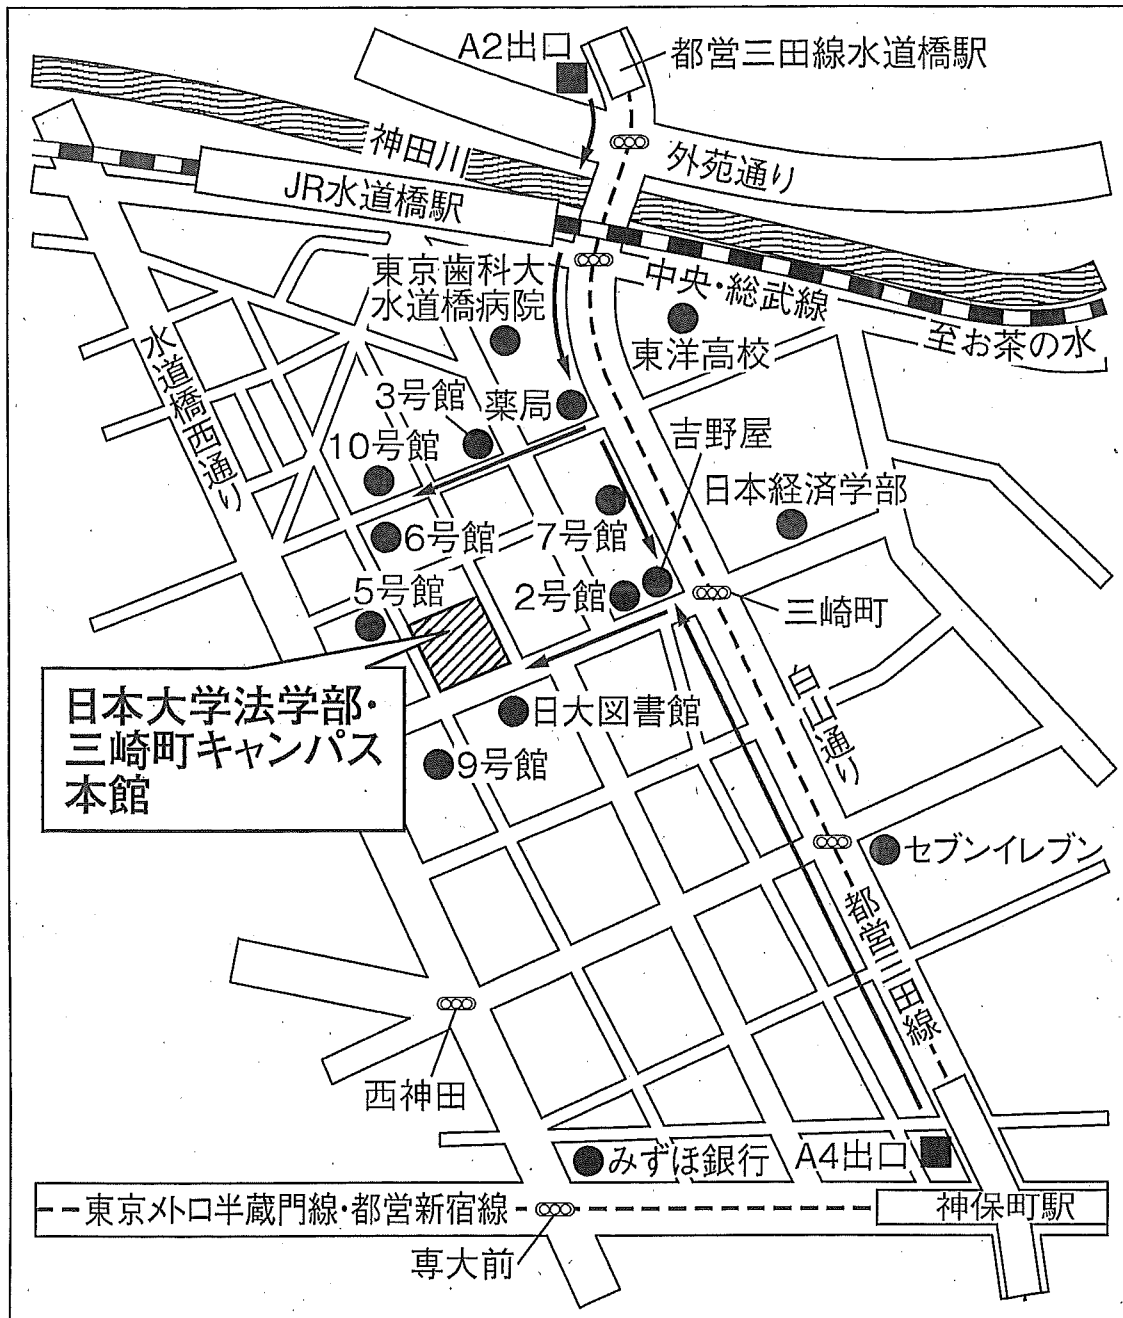 A2出口
都営三田線水道橋駅
神田川
外苑通り
JR水道橋駅
中央・総武線
至お茶の水
東京歯科大
水道橋病院
東洋高校
水道橋西通り
3号館
薬局
吉野屋
10号館
日本経済学部
6号館
7号館
5号館
2号館
三崎町
日本大学法学部・
三崎町キャンパス
本館
日大図書館
白山通り
9号館
セブンイレブン
都営三田線
西神田
みずほ銀行
A4出口
東京メトロ半蔵門線・都営新宿線
神保町駅
専大前